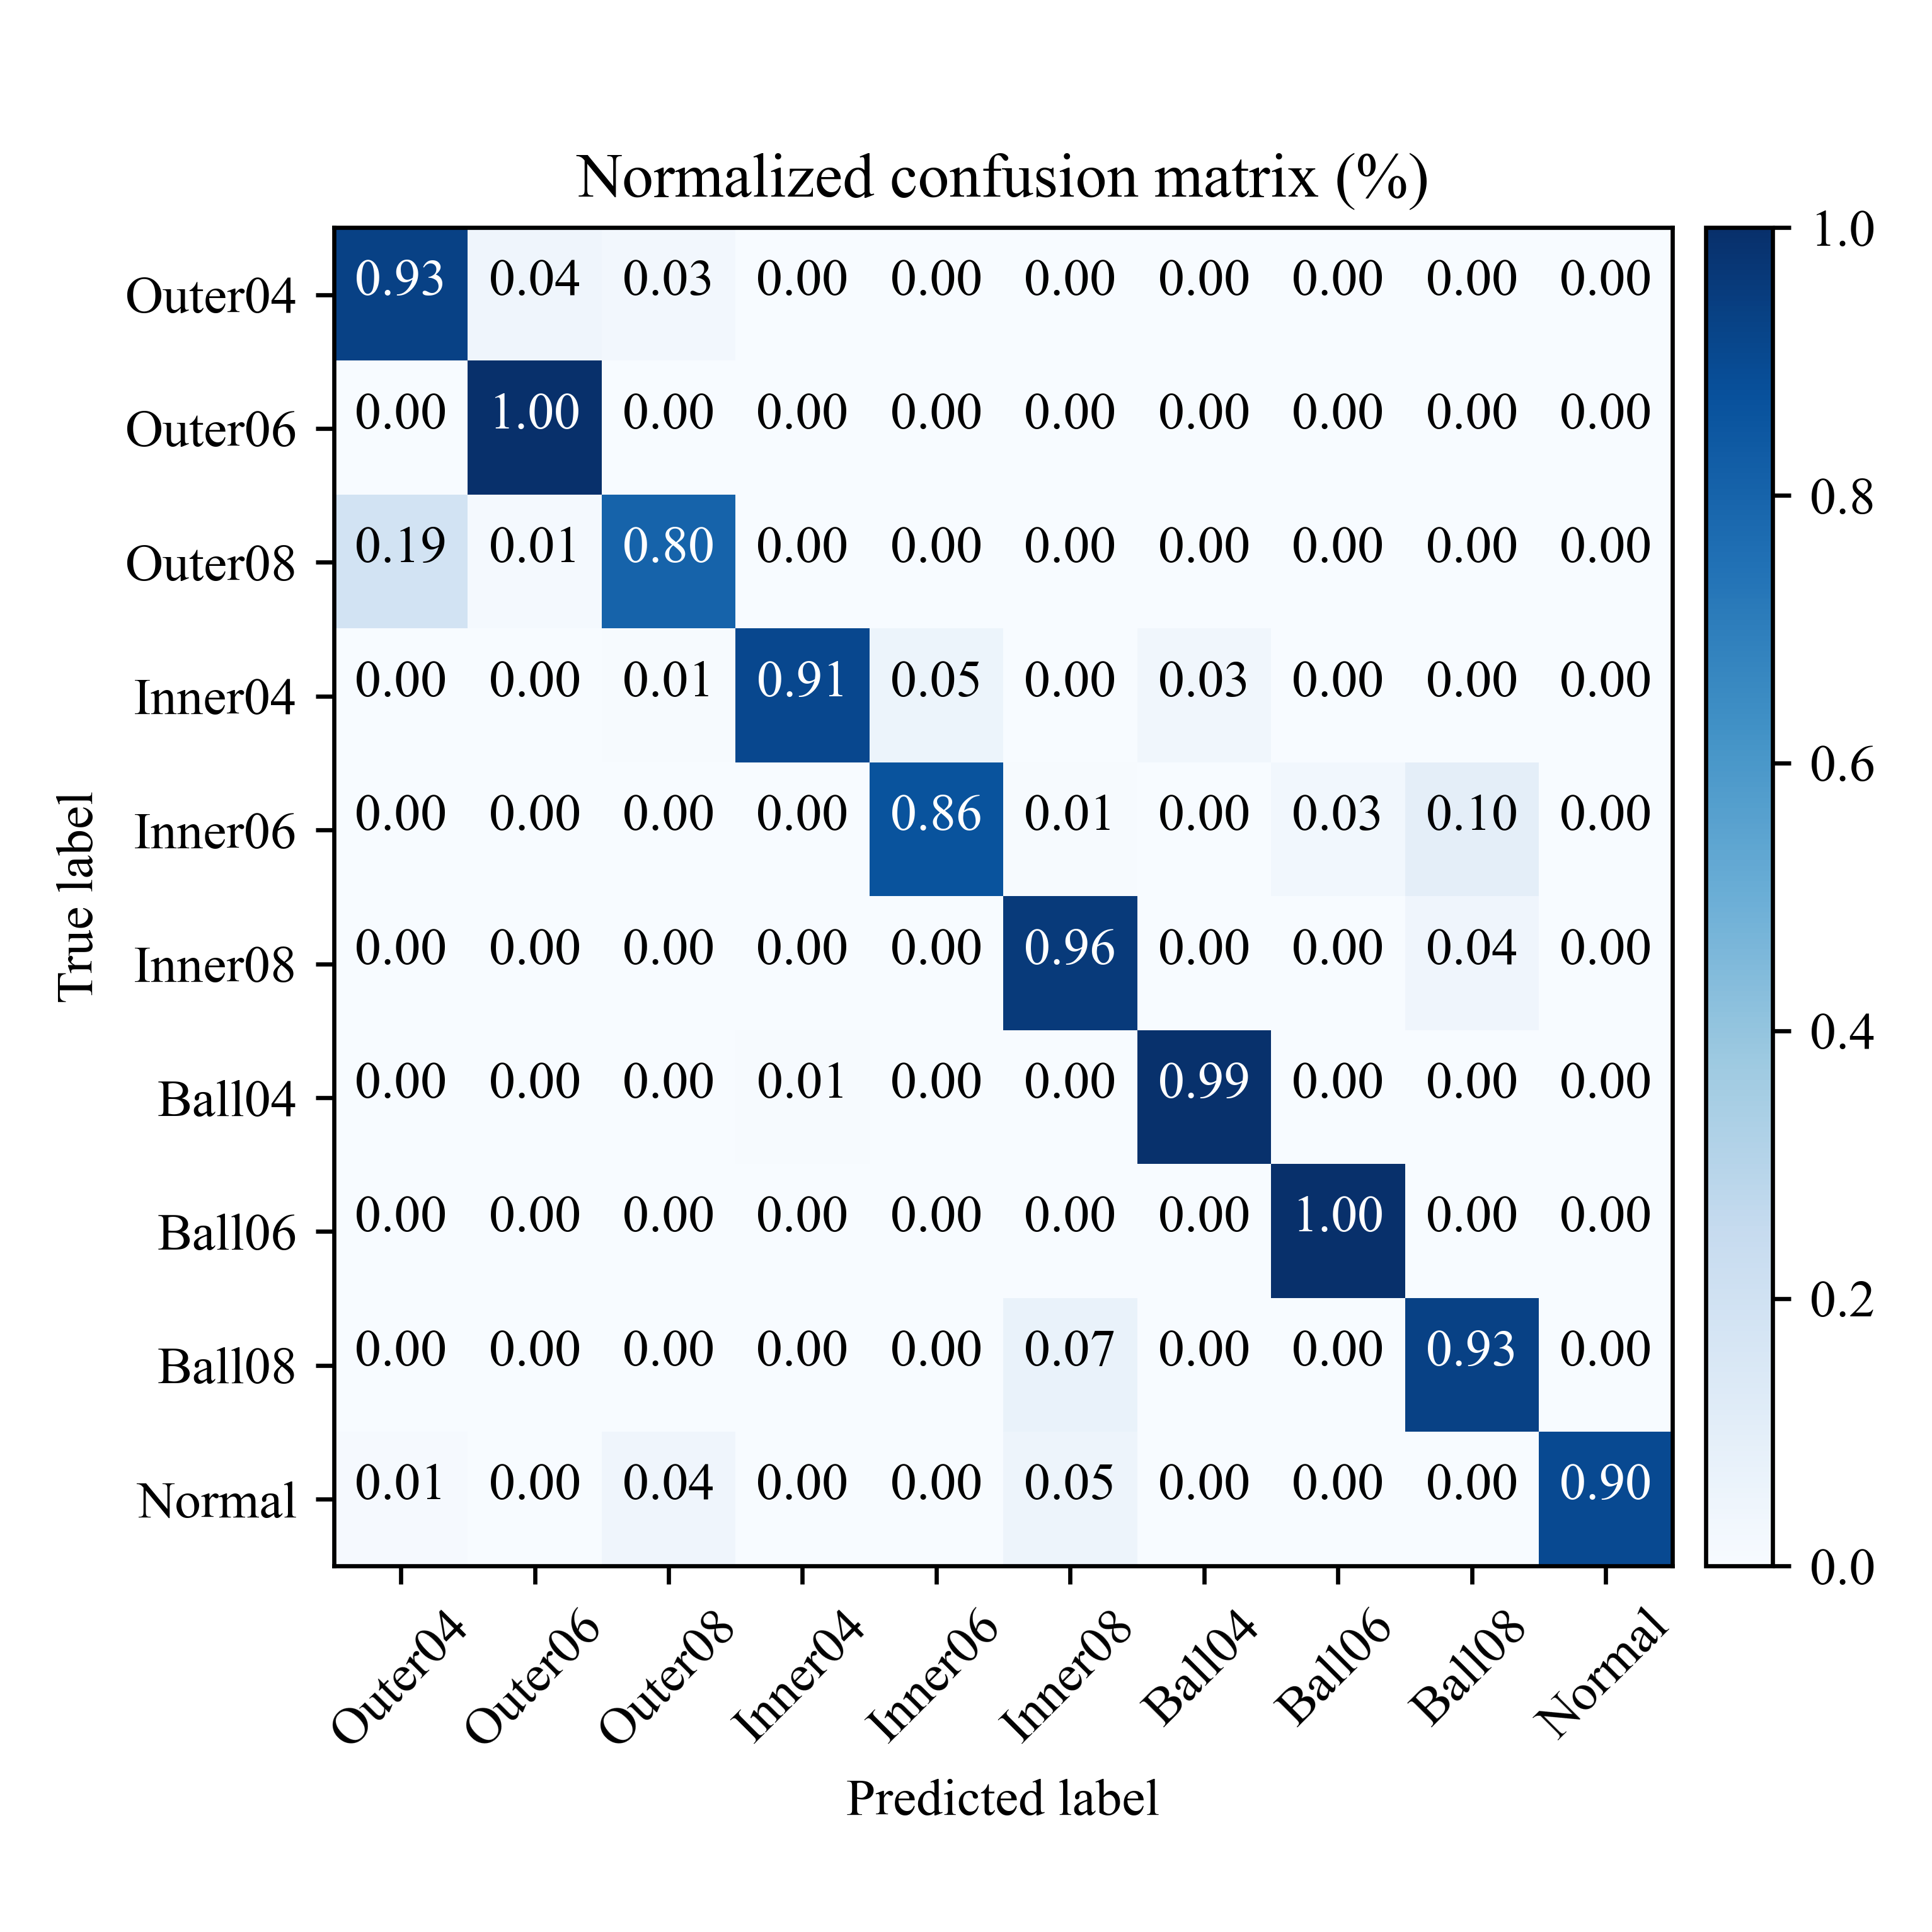 Normalized confusion matrix (%)
Outer04 0.93 0.04 0.03 0.00 0.00 0.00 0.00 0.00 0.00 0.00
Outer06 0.00 1.00 0.00 0.00 0.00 0.00 0.00 0.00 0.00 0.00
Outer08 0.19 0.01 0.80 0.00 0.00 0.00 0.00 0.00 0.00 0.00
Inner04 0.00 0.00 0.01 0.91 0.05 0.00 0.03 0.00 0.00 0.00
Inner06 0.00 0.00 0.00 0.00 0.86 0.01 0.00 0.03 0.10 0.00
Inner08 0.00 0.00 0.00 0.00 0.00 0.96 0.00 0.00 0.04 0.00
Ball04 0.00 0.00 0.00 0.01 0.00 0.00 0.99 0.00 0.00 0.00
Ball06 0.00 0.00 0.00 0.00 0.00 0.00 0.00 1.00 0.00 0.00
Ball08 0.00 0.00 0.00 0.00 0.00 0.07 0.00 0.00 0.93 0.00
Normal 0.01 0.00 0.04 0.00 0.00 0.05 0.00 0.00 0.00 0.90
Outer04 Outer06 Outer08 Inner04 Inner06 Inner08 Ball04 Ball06 Ball08 Normal
Predicted label
True label
1.0
0.8
0.6
0.4
0.2
0.0